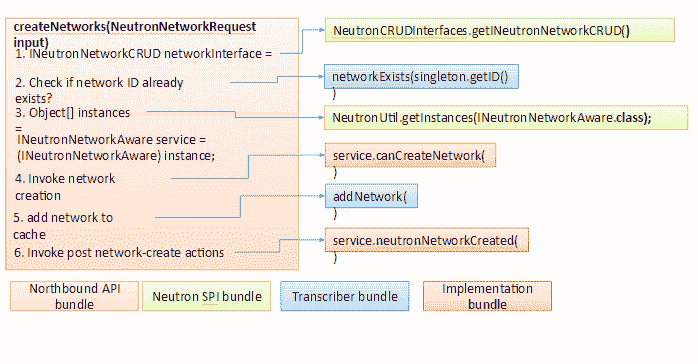 createNetworks(NeutronNetworkRequest
input)
1. INeutronNetworkCRUD networkInterface =
2. Check if network ID already
exists?
3. Object[] instances
=
INeutronNetworkAware service =
(INeutronNetworkAware) instance;
4. Invoke network
creation
5. add network to
cache
6. Invoke post network-create actions
NeutronCRUDInterfaces.getINeutronNetworkCRUD()
networkExists(singleton.getID()
)
NeutronUtil.getInstances(INeutronNetworkAware.class);
service.canCreateNetwork(
)
addNetwork(
)
service.neutronNetworkCreated(
)
Northbound API
bundle
Neutron SPI bundle
Transcriber bundle
Implementation
bundle